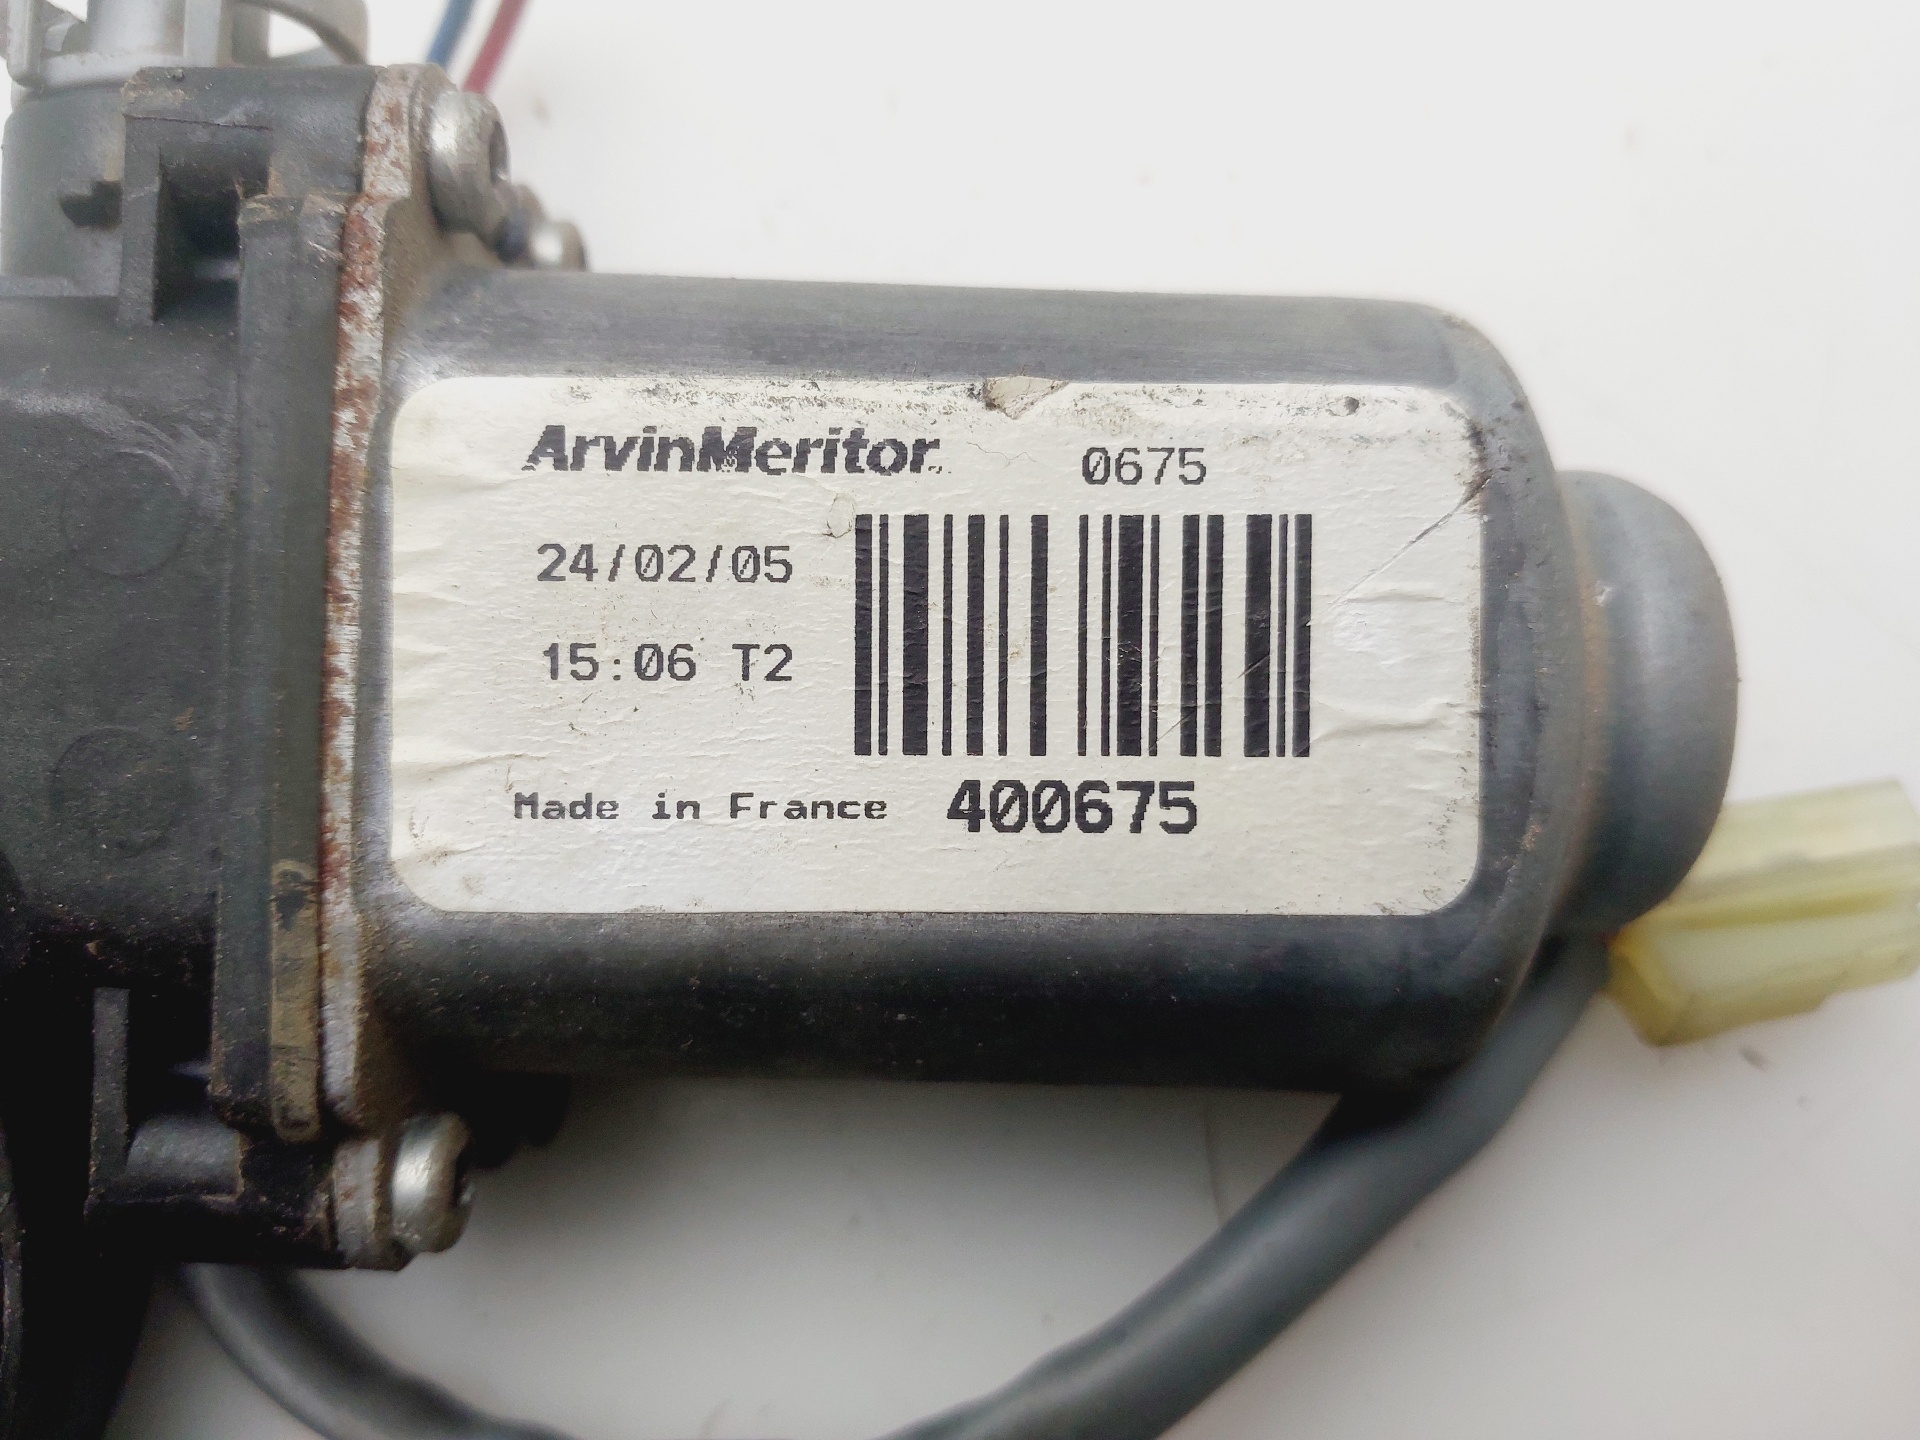 ArvinMeritor 0675
24/02/05
15:06 T2
Made in France 400675